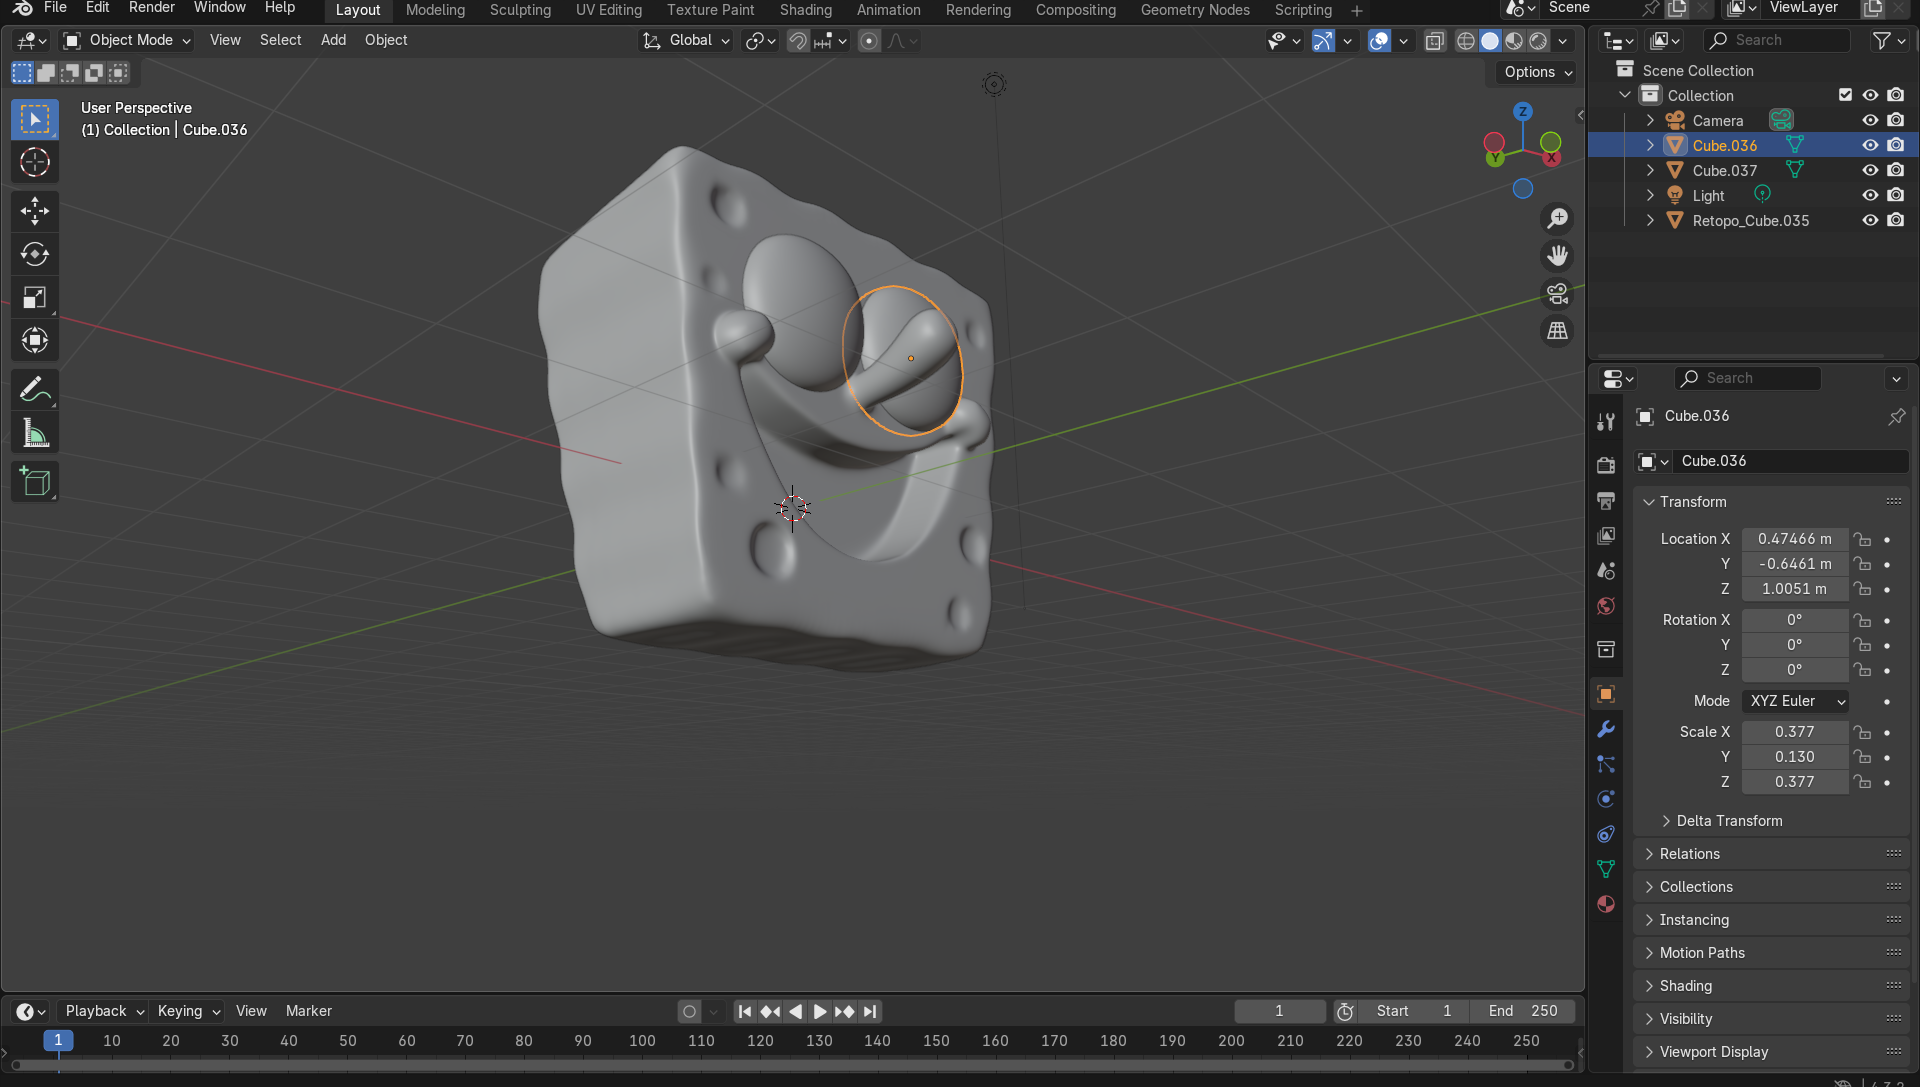 File Edit Render Window Help Layout Modeling Sculpting UV Editing Texture Paint Shading Animation Rendering Compositing Geometry Nodes Scripting + Scene ViewLayer
Object Mode View Select Add Object Global Search
Options
User Perspective
(1) Collection | Cube.036
Z
Y
X
Scene Collection
Collection
Camera
Cube.036
Cube.037
Light
Retopo_Cube.035
Search
Cube.036
Cube.036
Transform
Location X 0.47466 m
Y -0.6461 m
Z 1.0051 m
Rotation X 0°
Y 0°
Z 0°
Mode XYZ Euler
Scale X 0.377
Y 0.130
Z 0.377
Delta Transform
Relations
Collections
Instancing
Motion Paths
Shading
Visibility
Viewport Display
Playback Keying View Marker 1 Start 1 End 250
1 10 20 30 40 50 60 70 80 90 100 110 120 130 140 150 160 170 180 190 200 210 220 230 240 250